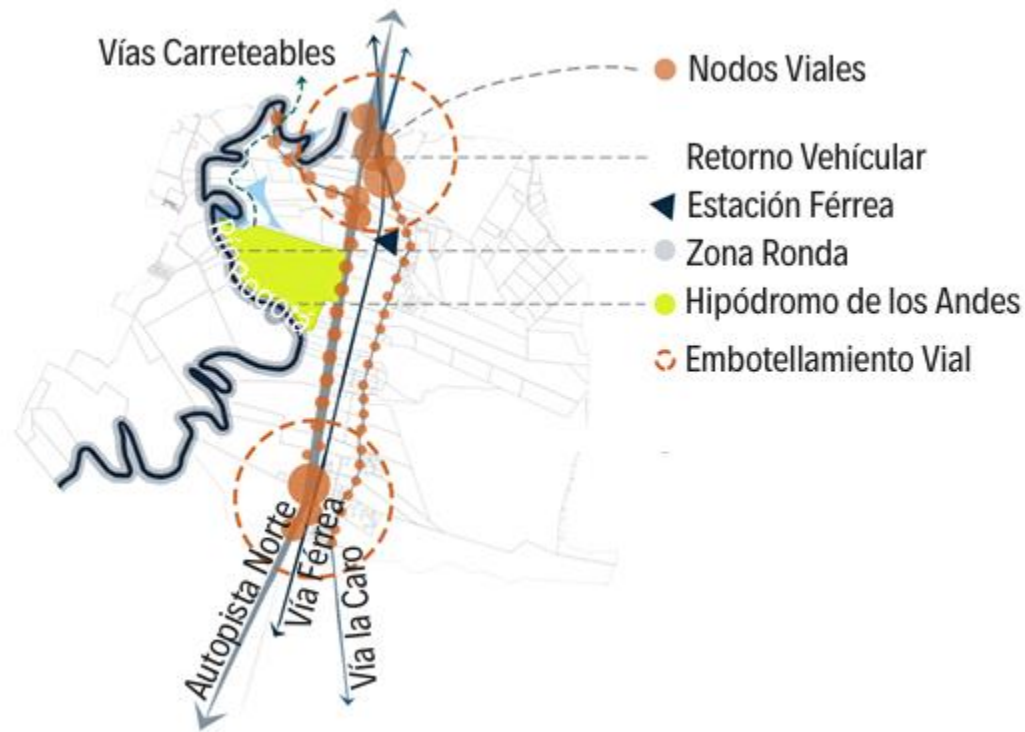 Vías Carreteables
Nodos Viales
Retorno Vehícular
Estación Férrea
Zona Ronda
Hipódromo de los Andes
Embotellamiento Vial
Autopista Norte
Vía Férrea
Vía la Caro